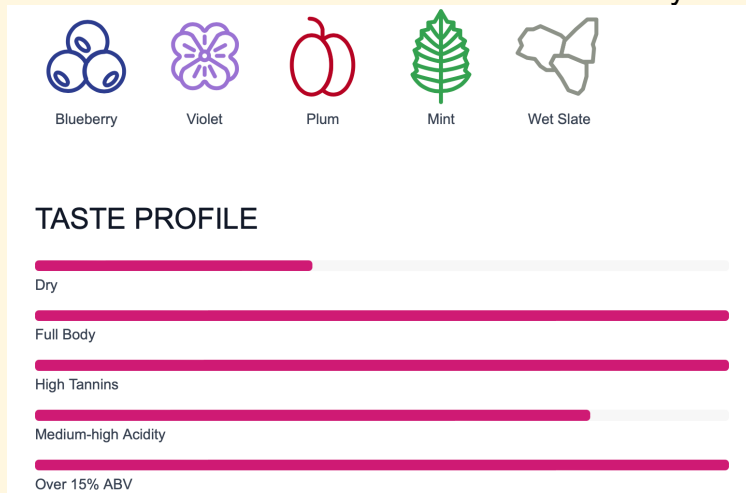 Blueberry Violet Plum Mint Wet Slate
TASTE PROFILE
Dry
Full Body
High Tannins
Medium-high Acidity
Over 15% ABV